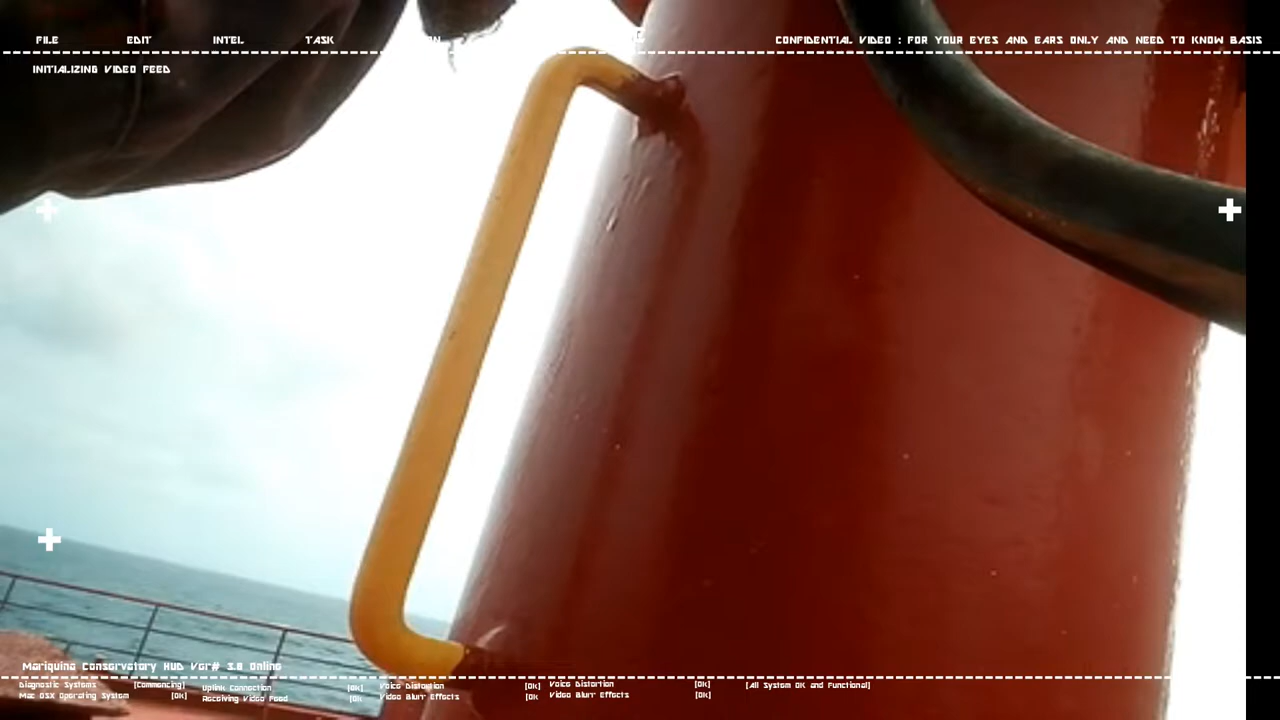 FILE EDIT INTEL TASK
CONFIDENTIAL VIDEO : FOR YOUR EYES AND EARS ONLY AND NEED TO KNOW BASIS
INITIALIZING VIDEO FEED
Mariquina Conservatory HUD Ver# 3.0 Online
Diagnostic Systems [Commencing]
Mac OSX Operating System [OK]
Uplink Connection [OK]
Receiving Video Feed [OK
Voice Distortion [OK]
Video Blurr Effects [OK
Voice Distortion [OK]
Video Blurr Effects [OK]
[All System OK and Functional]